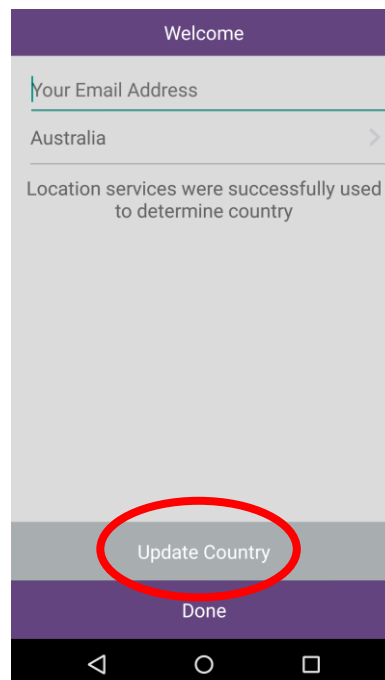 Welcome
Your Email Address
Australia
Location services were successfully used
to determine country
Update Country
Done